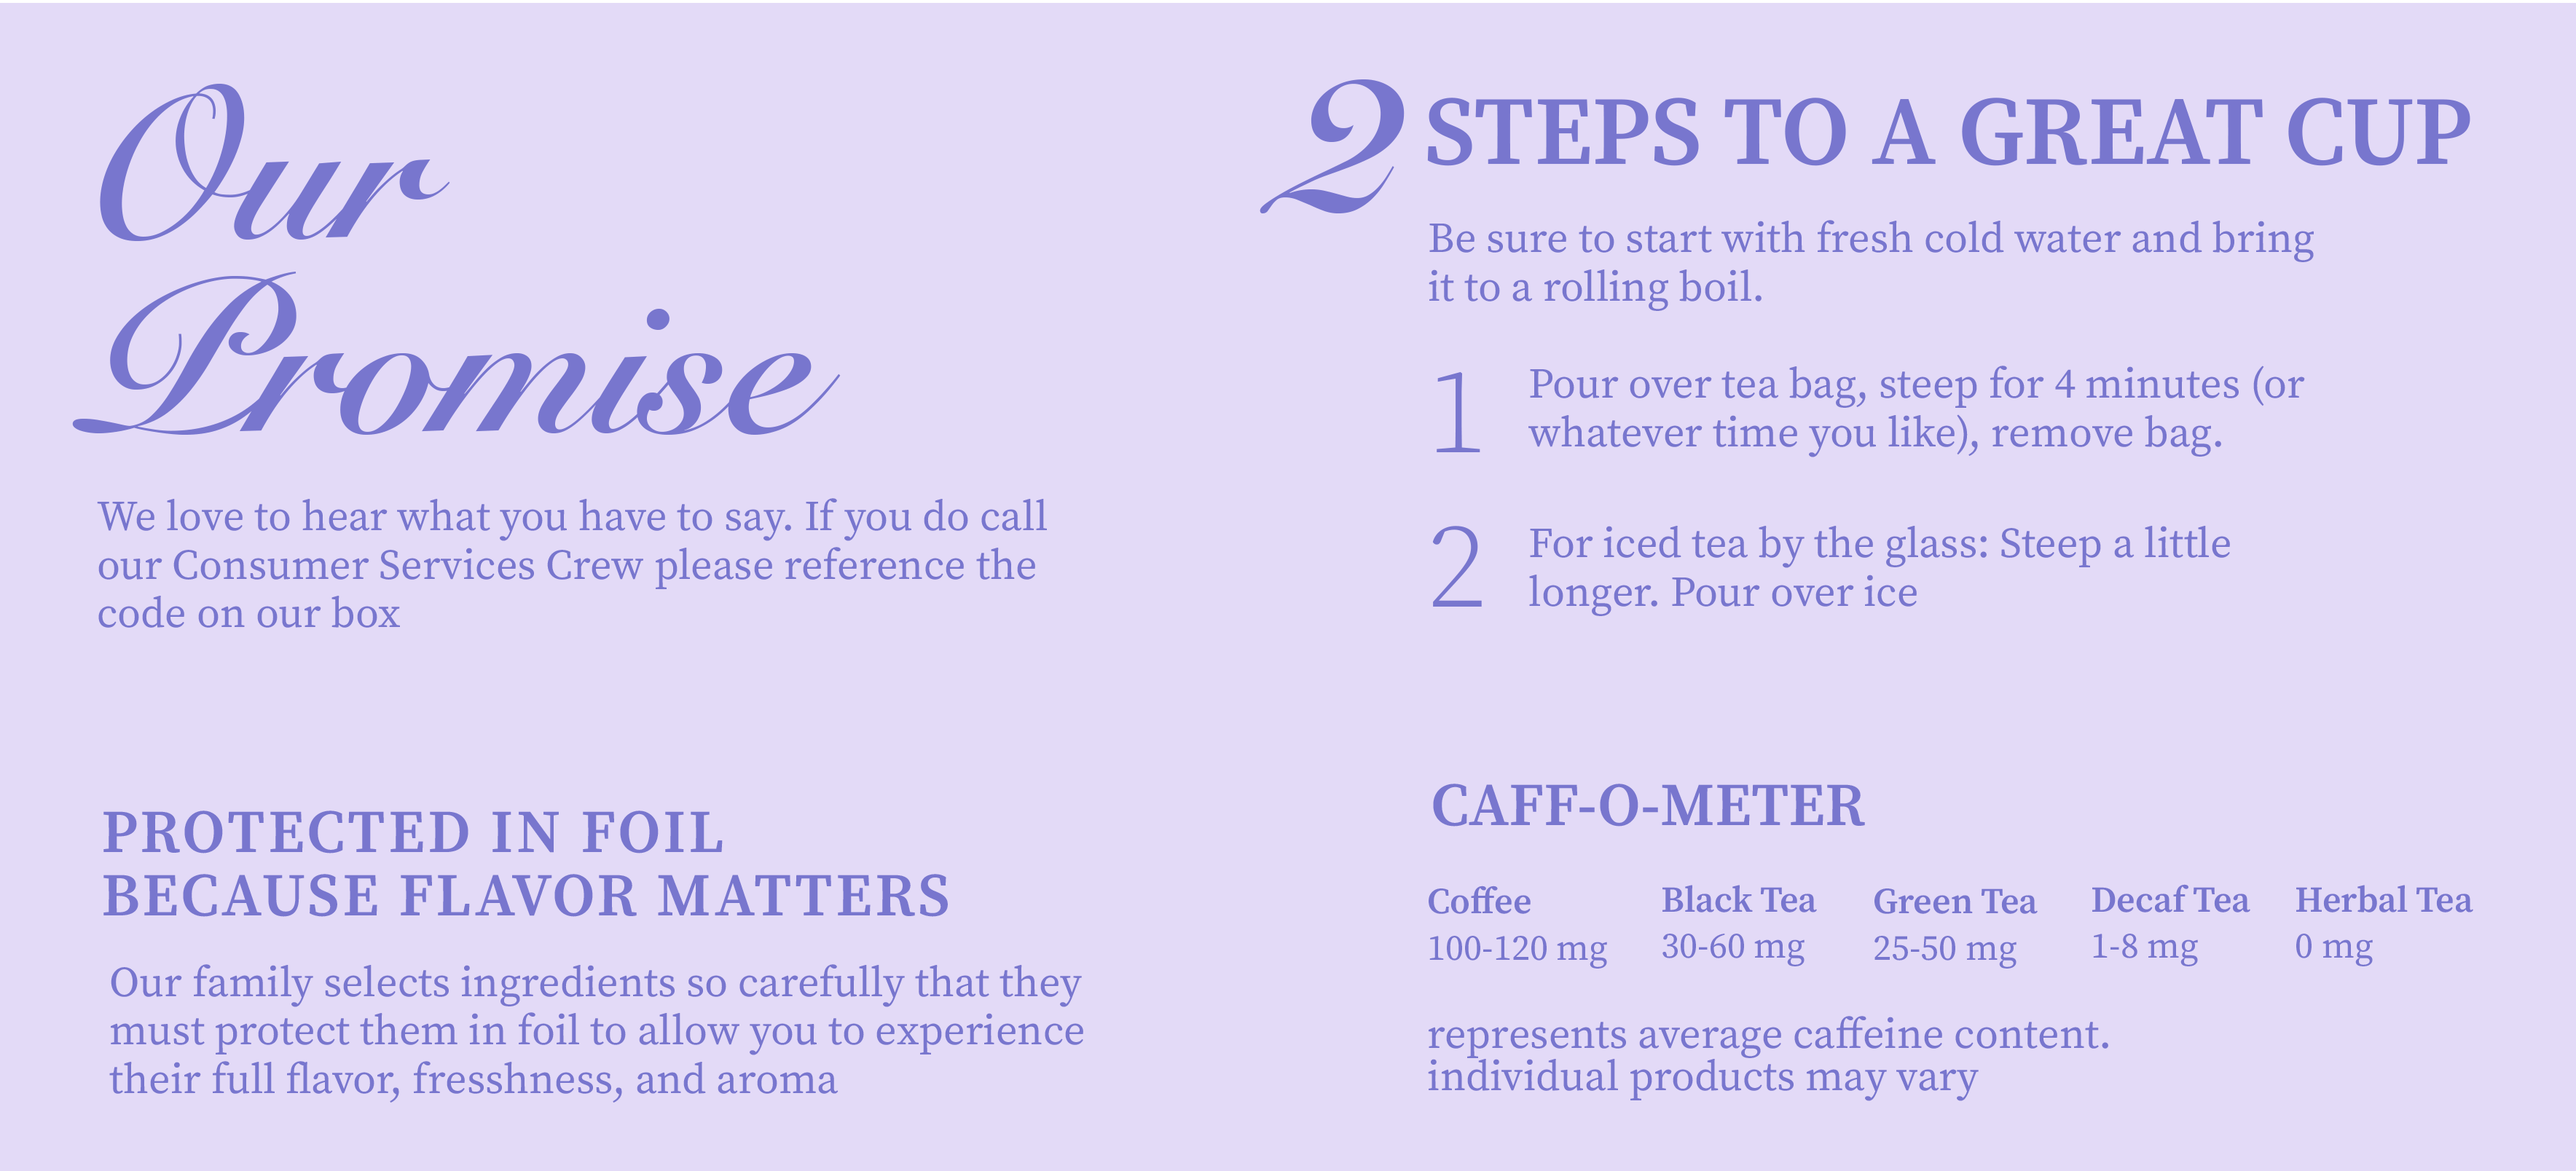 Our
Promise
We love to hear what you have to say. If you do call
our Consumer Services Crew please reference the
code on our box
PROTECTED IN FOIL
BECAUSE FLAVOR MATTERS
Our family selects ingredients so carefully that they
must protect them in foil to allow you to experience
their full flavor, fresshness, and aroma
2 STEPS TO A GREAT CUP
Be sure to start with fresh cold water and bring
it to a rolling boil.
1 Pour over tea bag, steep for 4 minutes (or
whatever time you like), remove bag.
2 For iced tea by the glass: Steep a little
longer. Pour over ice
CAFF-O-METER
Coffee Black Tea Green Tea Decaf Tea Herbal Tea
100-120 mg 30-60 mg 25-50 mg 1-8 mg 0 mg
represents average caffeine content.
individual products may vary